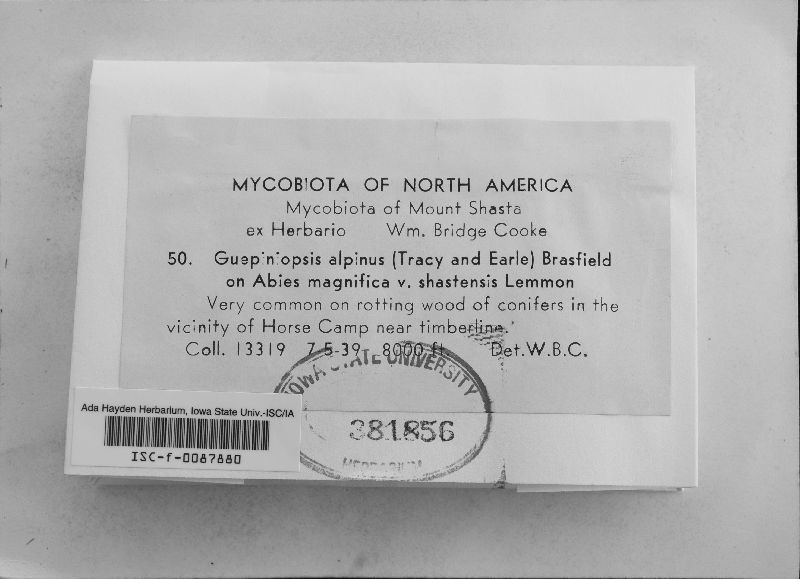 MYCOBIOTA OF NORTH AMERICA
Mycobiota of Mount Shasta
ex Herbario Wm. Bridge Cooke
50. Guepiniopsis alpinus (Tracy and Earle) Brasfield
on Abies magnifica v. shastensis Lemmon
Very common on rotting wood of conifers in the
vicinity of Horse Camp near timberline.
Coll. 13319 7-5-39 8000 ft. Det.W.B.C.
IOWA STATE UNIVERSITY
381856
HERBARIUM
Ada Hayden Herbarium, Iowa State Univ.-ISC/IA
ISC-f-0087880